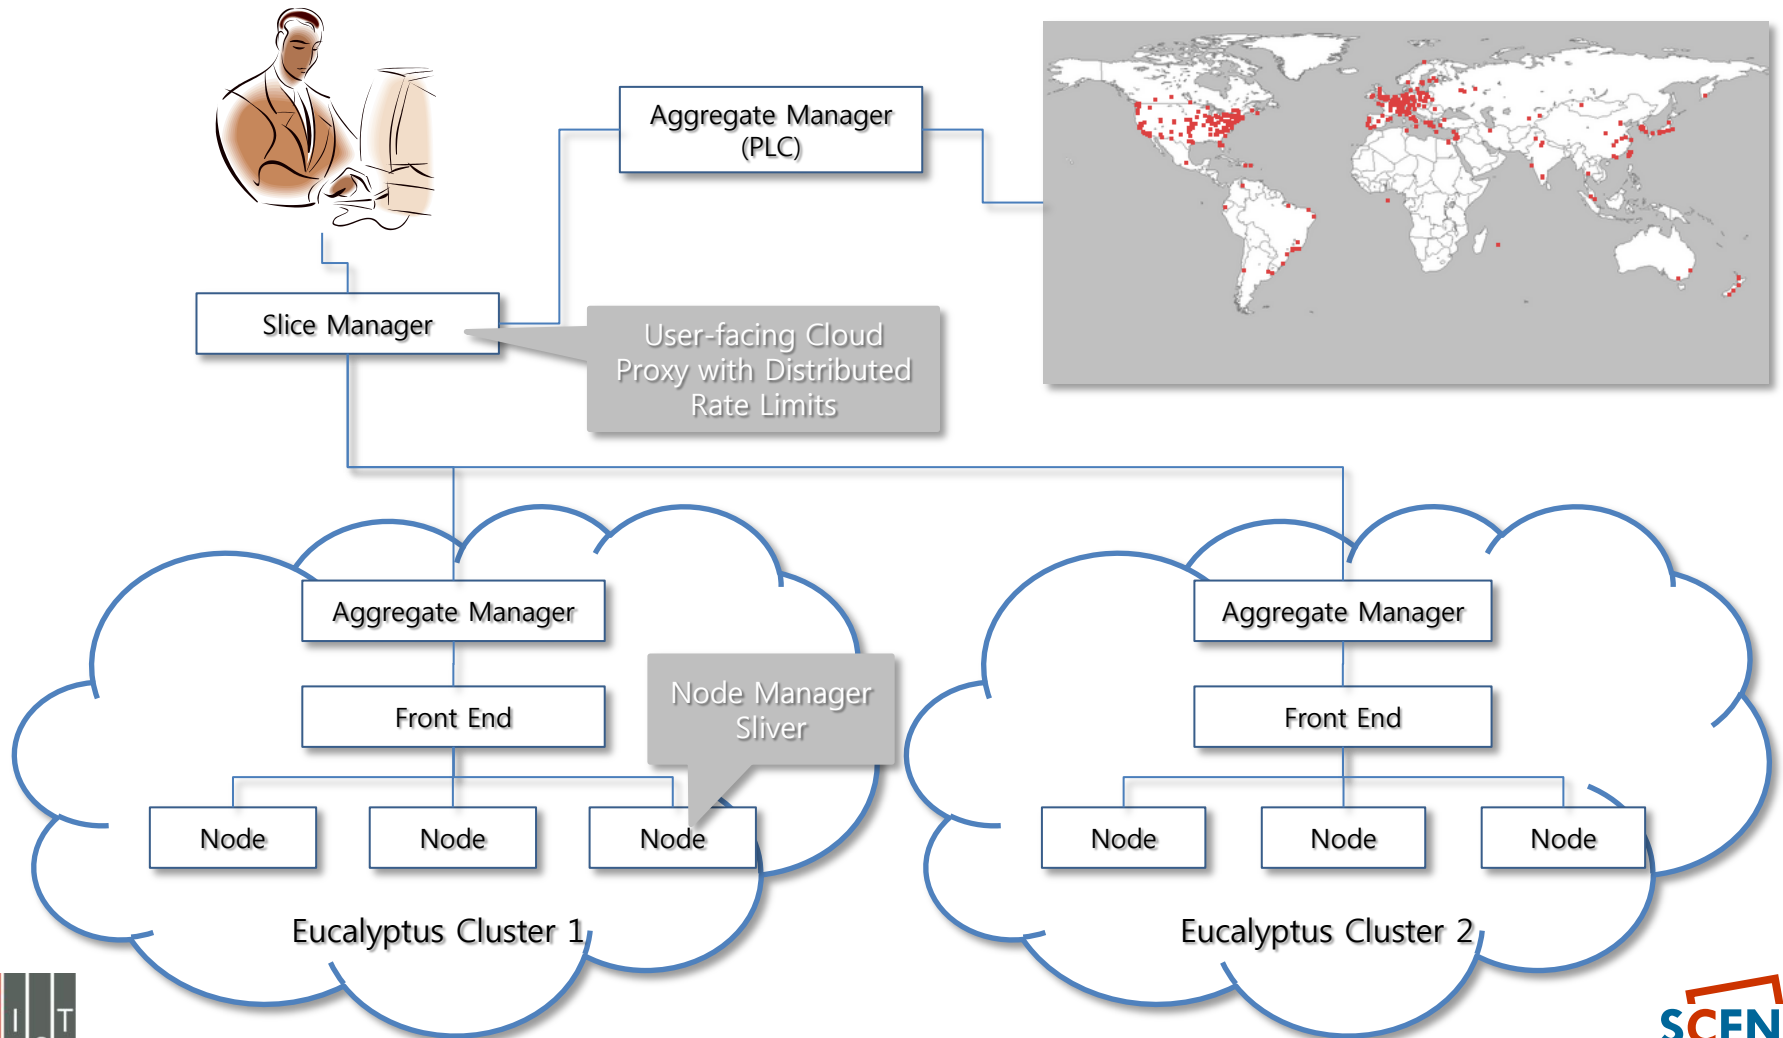 Aggregate Manager
(PLC)
Slice Manager
User-facing Cloud
Proxy with Distributed
Rate Limits
Aggregate Manager
Aggregate Manager
Node Manager
Sliver
Front End
Front End
Node
Node
Node
Node
Node
Node
Eucalyptus Cluster 1
Eucalyptus Cluster 2